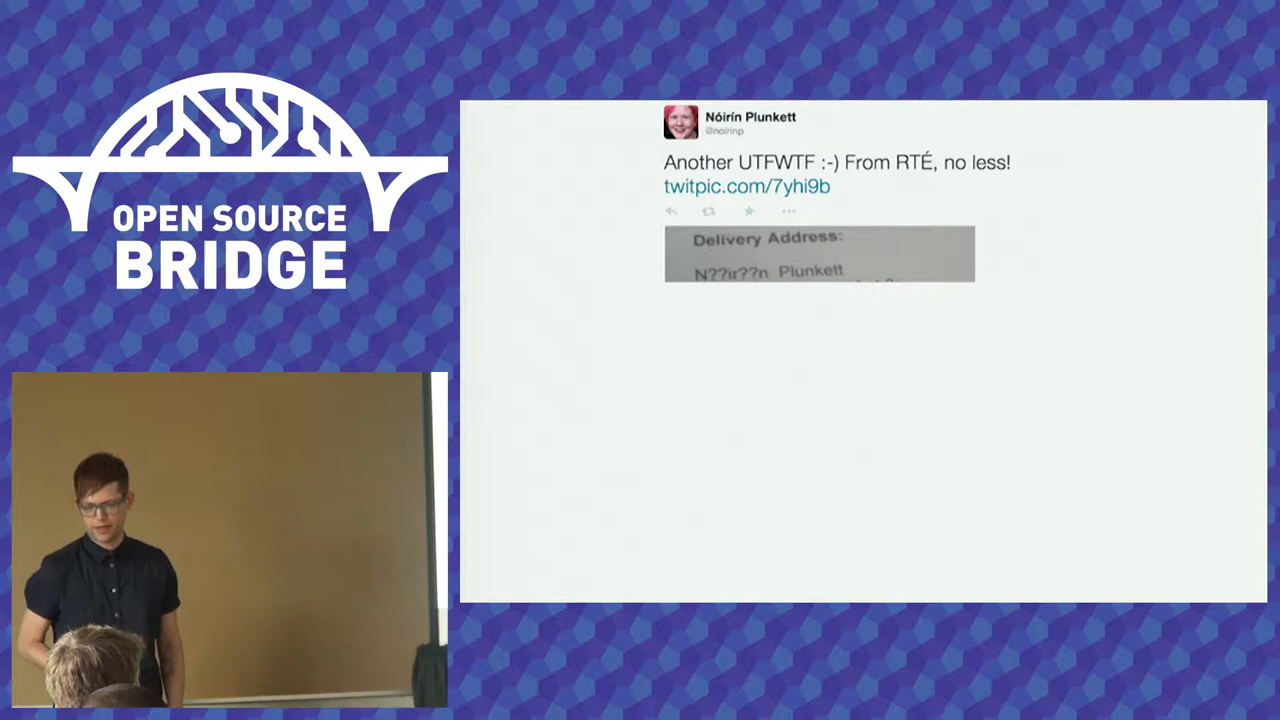 OPEN SOURCE
BRIDGE
Nóirín Plunkett
@noirinp
Another UTFWTF :-) From RTÉ, no less!
twitpic.com/7yhi9b
Delivery Address:
N??ir??n Plunkett